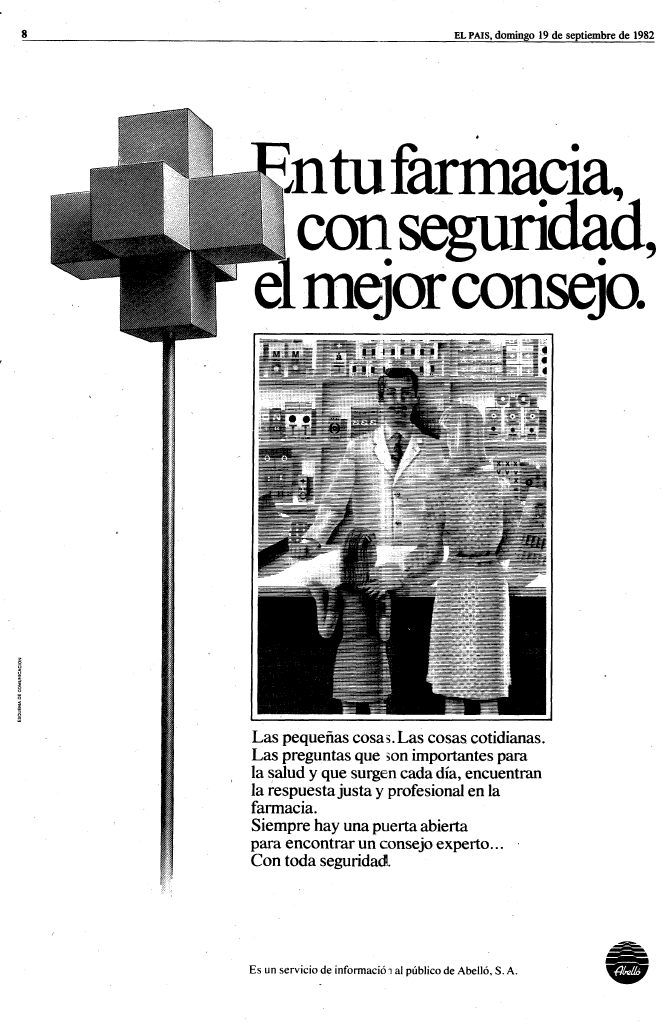 8
EL PAIS, domingo 19 de septiembre de 1982
En tu farmacia,
con seguridad,
el mejor consejo.
Las pequeñas cosas. Las cosas cotidianas.
Las preguntas que son importantes para
la salud y que surgen cada día, encuentran
la respuesta justa y profesional en la
farmacia.
Siempre hay una puerta abierta
para encontrar un consejo experto...
Con toda seguridad.
ESQUEMA DE COMUNICACION
Es un servicio de información al público de Abelló, S. A.
Abelló